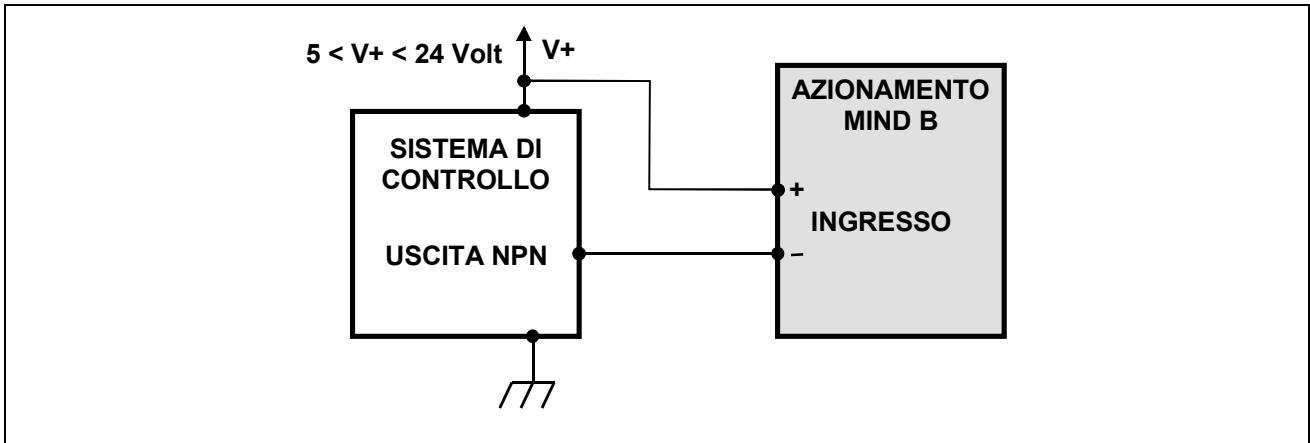 5 < V+ < 24 Volt
V+
SISTEMA DI
CONTROLLO
USCITA NPN
AZIONAMENTO
MIND B
+
INGRESSO
–